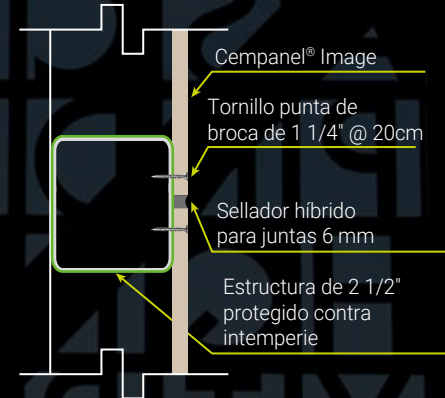 Cempanel® Image
Tornillo punta de
broca de 1 1/4" @ 20cm
Sellador híbrido
para juntas 6 mm
Estructura de 2 1/2"
protegido contra
intemperie